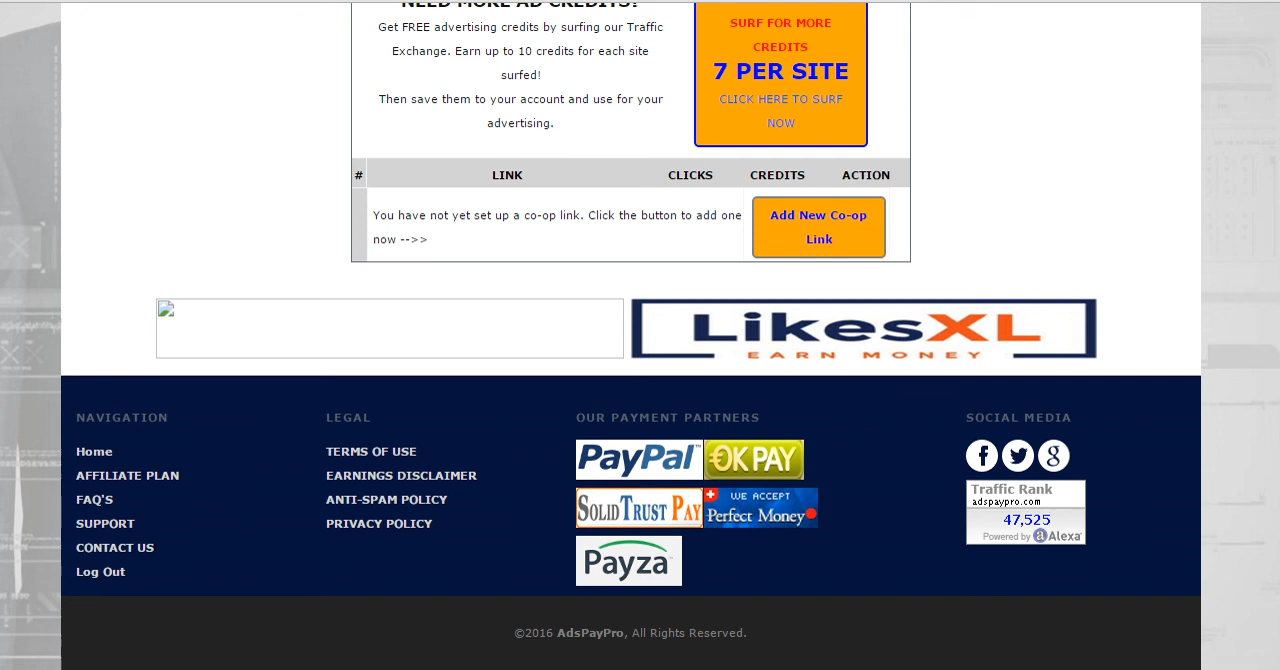 NEED MORE AD CREDITS?
Get FREE advertising credits by surfing our Traffic
Exchange. Earn up to 10 credits for each site
surfed!
Then save them to your account and use for your
advertising.
SURF FOR MORE
CREDITS
7 PER SITE
CLICK HERE TO SURF
NOW
# LINK CLICKS CREDITS ACTION
You have not yet set up a co-op link. Click the button to add one
now -->>
Add New Co-op
Link
LikesXL
EARN MONEY
NAVIGATION
Home
AFFILIATE PLAN
FAQ'S
SUPPORT
CONTACT US
Log Out
LEGAL
TERMS OF USE
EARNINGS DISCLAIMER
ANTI-SPAM POLICY
PRIVACY POLICY
OUR PAYMENT PARTNERS
PayPal™
€OK PAY
SOLID TRUST PAY
WE ACCEPT
Perfect Money
Payza
SOCIAL MEDIA
Traffic Rank
adspaypro.com
47,525
Powered by Alexa
©2016 AdsPayPro, All Rights Reserved.